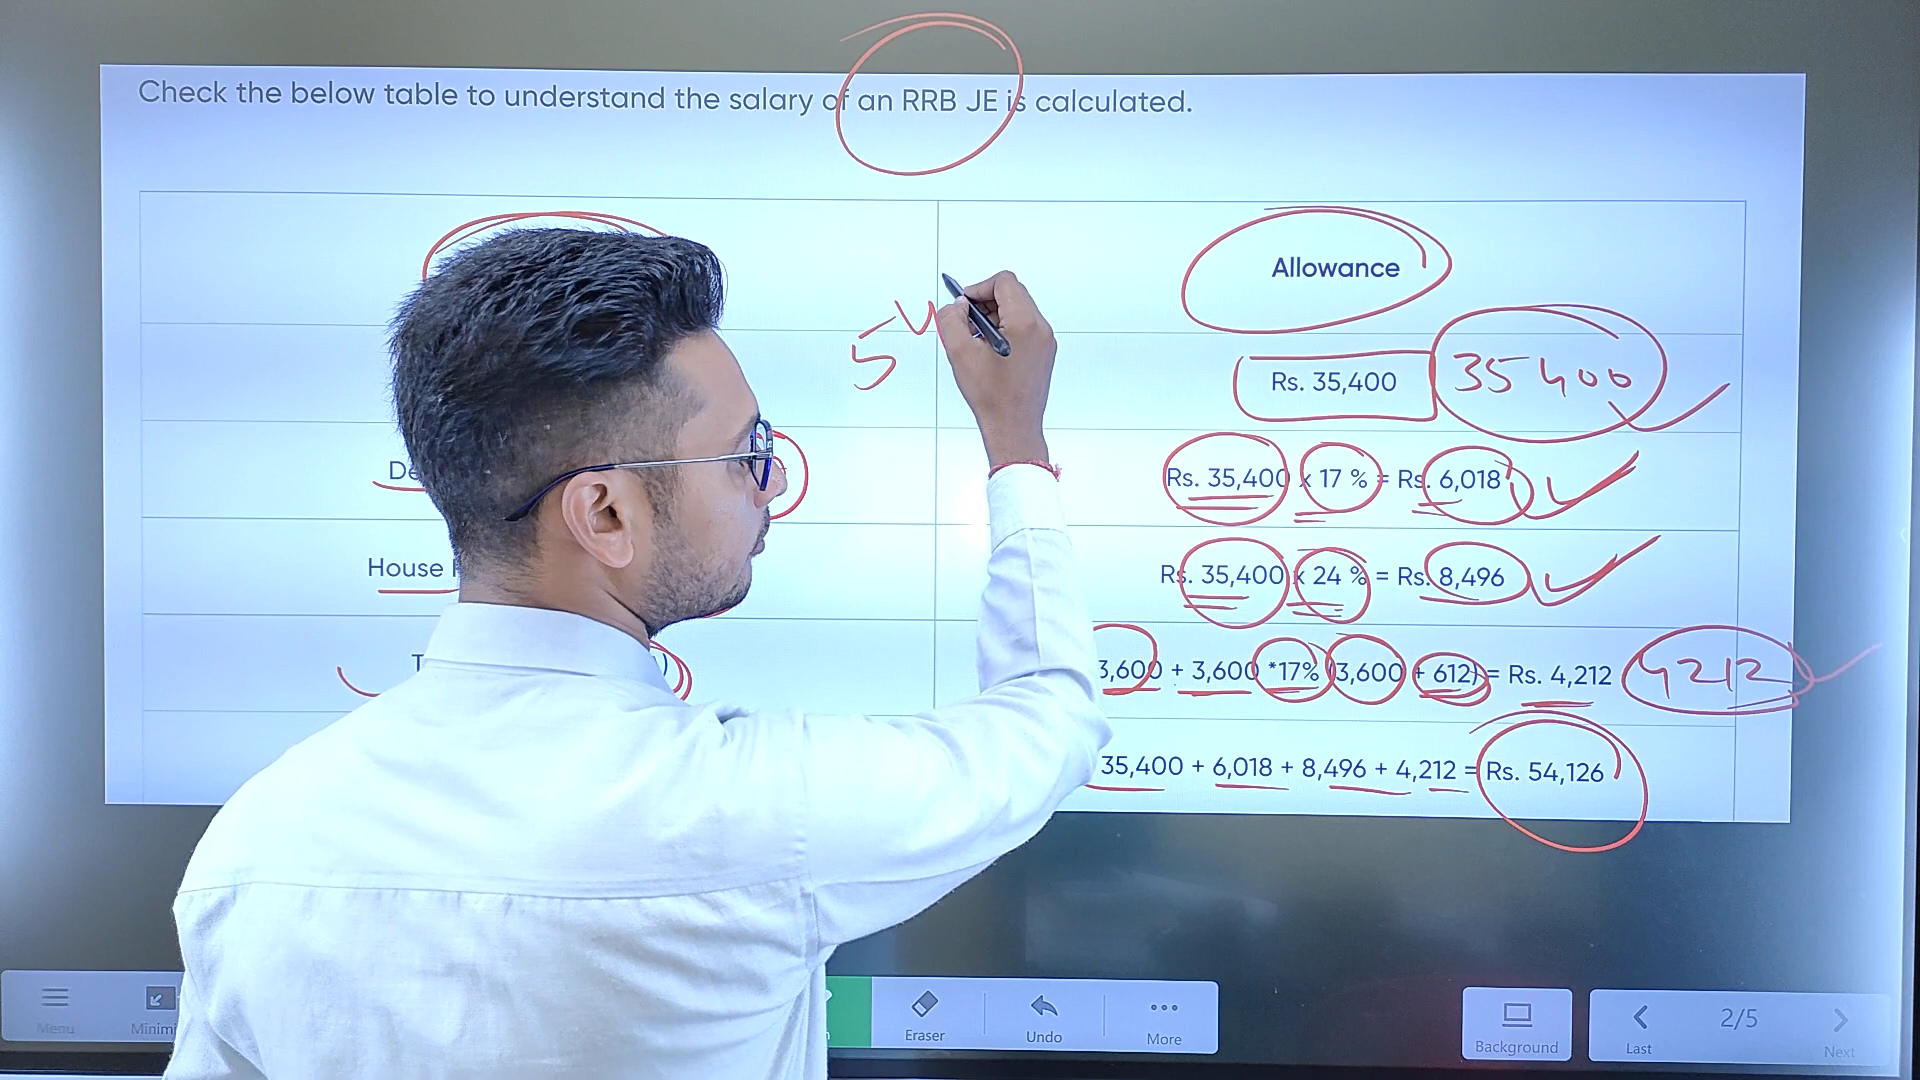 Check the below table to understand the salary of an RRB JE is calculated.
Allowance
54
Rs. 35,400 35400
De
Rs. 35,400 x 17 % = Rs. 6,018
House
Rs. 35,400 x 24 % = Rs. 8,496
T )
3,600 + 3,600 *17% (3,600 + 612) = Rs. 4,212 4212
35,400 + 6,018 + 8,496 + 4,212 = Rs. 54,126
Menu
Minimi
Eraser
Undo
More
Background
Last
2/5
Next